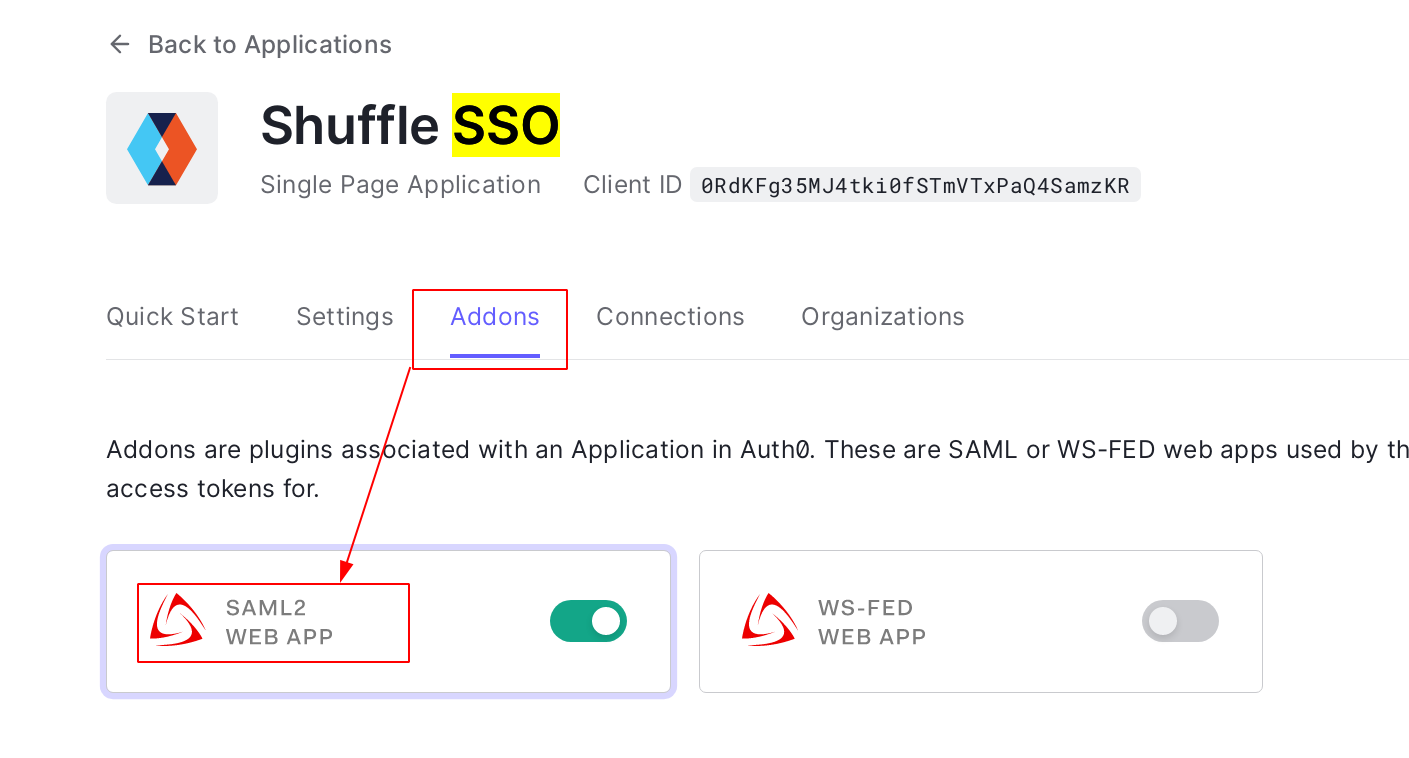 Back to Applications
Shuffle SSO
Single Page Application Client ID 0RdKFg35MJ4tki0fSTmVTxPaQ4SamzKR
Quick Start Settings Addons Connections Organizations
Addons are plugins associated with an Application in Auth0. These are SAML or WS-FED web apps used by th
access tokens for.
SAML2
WEB APP
WS-FED
WEB APP